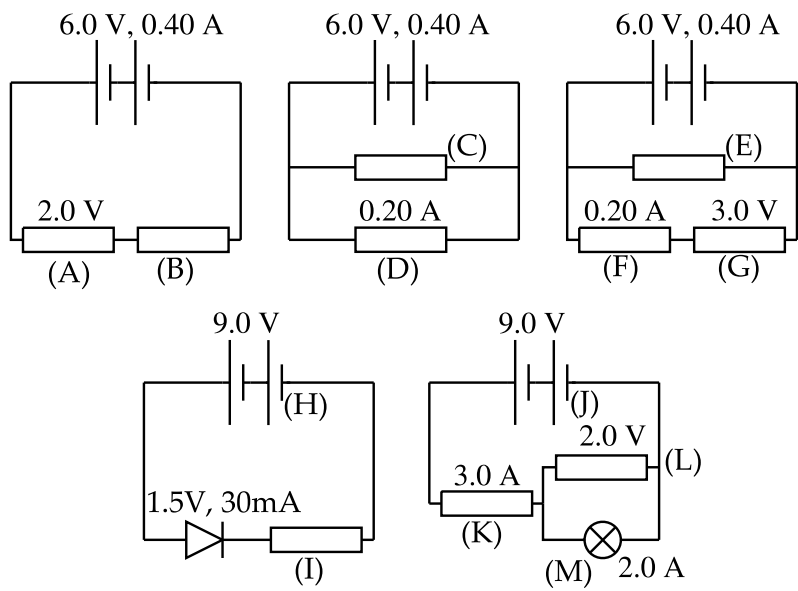 6.0 V, 0.40 A
2.0 V
(A)
(B)
6.0 V, 0.40 A
(C)
0.20 A
(D)
6.0 V, 0.40 A
(E)
0.20 A
3.0 V
(F)
(G)
9.0 V
(H)
1.5V, 30mA
(I)
9.0 V
(J)
2.0 V
(L)
3.0 A
(K)
(M)
2.0 A